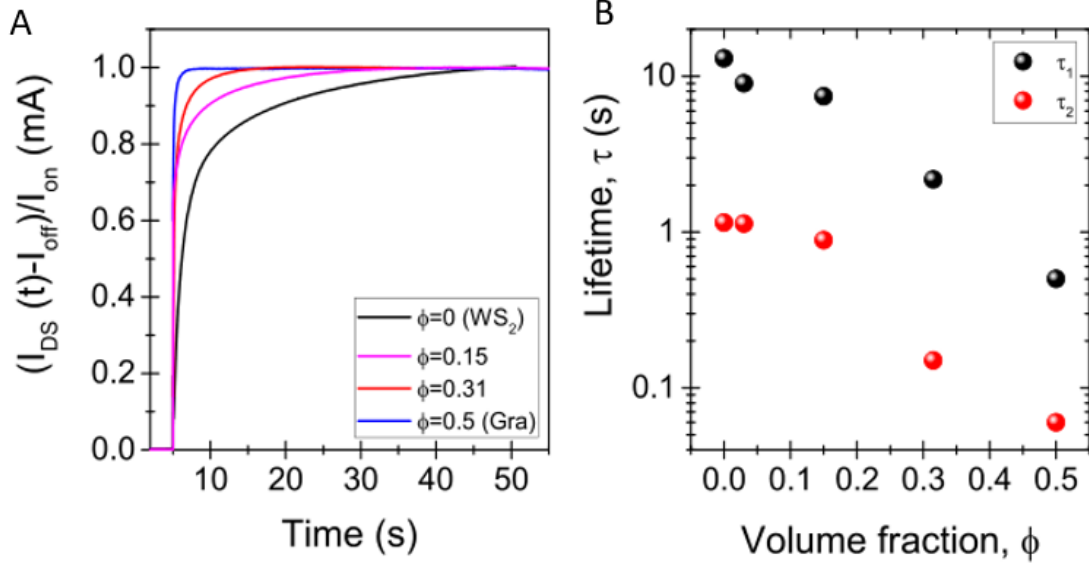 A
(I_DS (t)-I_off)/I_on (mA)
1.0
0.8
0.6
0.4
0.2
0.0
ϕ=0 (WS₂)
ϕ=0.15
ϕ=0.31
ϕ=0.5 (Gra)
10 20 30 40 50
Time (s)
B
Lifetime, τ (s)
10
1
0.1
τ₁
τ₂
0.0 0.1 0.2 0.3 0.4 0.5
Volume fraction, ϕ